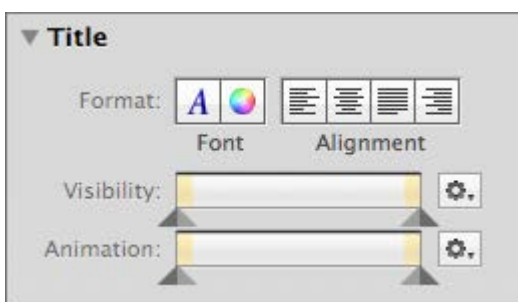 Title
Format:
Font Alignment
Visibility:
Animation: